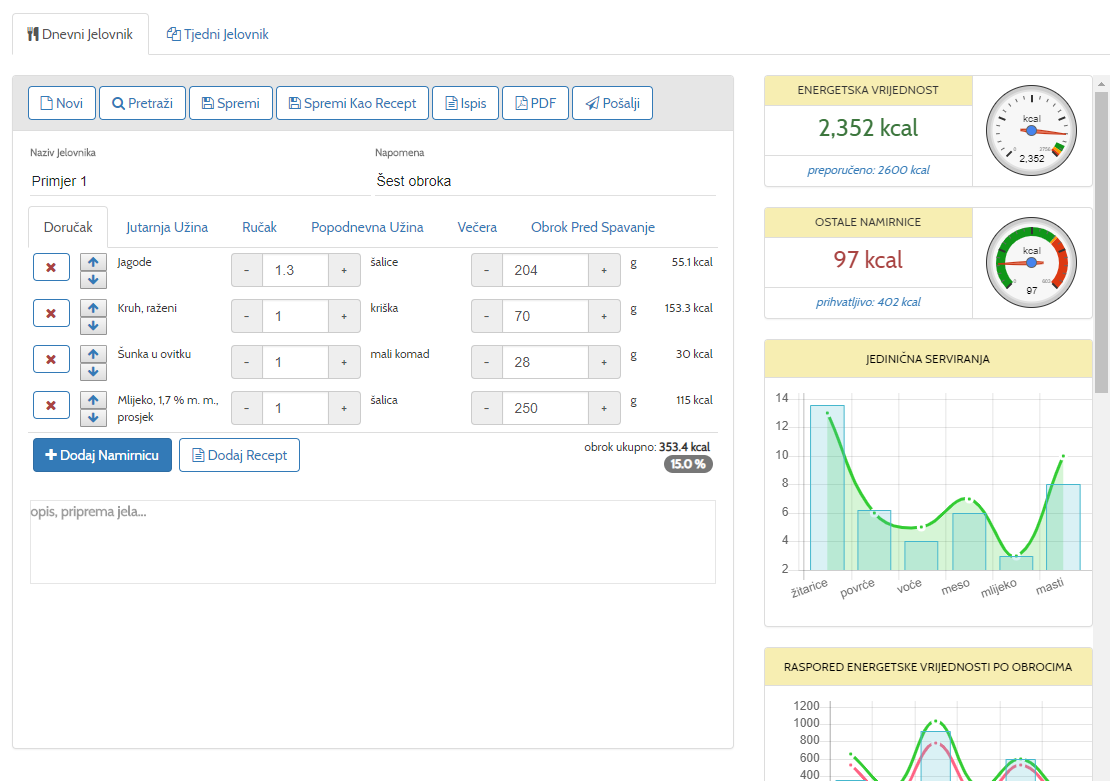 Dnevni Jelovnik
Tjedni Jelovnik
Novi
Pretraži
Spremi
Spremi Kao Recept
Ispis
PDF
Pošalji
Naziv Jelovnika
Napomena
Primjer 1
Šest obroka
Doručak
Jutarnja Užina
Ručak
Popodnevna Užina
Večera
Obrok Pred Spavanje
Jagode
- 1.3 +
šalice
- 204 +
g
55.1 kcal
Kruh, raženi
- 1 +
kriška
- 70 +
g
153.3 kcal
Šunka u ovitku
- 1 +
mali komad
- 28 +
g
30 kcal
Mlijeko, 1,7 % m. m.,
prosjek
- 1 +
šalica
- 250 +
g
115 kcal
Dodaj Namirnicu
Dodaj Recept
obrok ukupno: 353.4 kcal
15.0 %
opis, priprema jela...
ENERGETSKA VRIJEDNOST
2,352 kcal
preporučeno: 2600 kcal
kcal
0
2,352
OSTALE NAMIRNICE
97 kcal
prihvatljivo: 402 kcal
kcal
0
97
JEDINIČNA SERVIRANJA
14
12
10
8
6
4
2
žitarice
povrće
voće
meso
mlijeko
masti
RASPORED ENERGETSKE VRIJEDNOSTI PO OBROCIMA
1200
1000
800
600
400